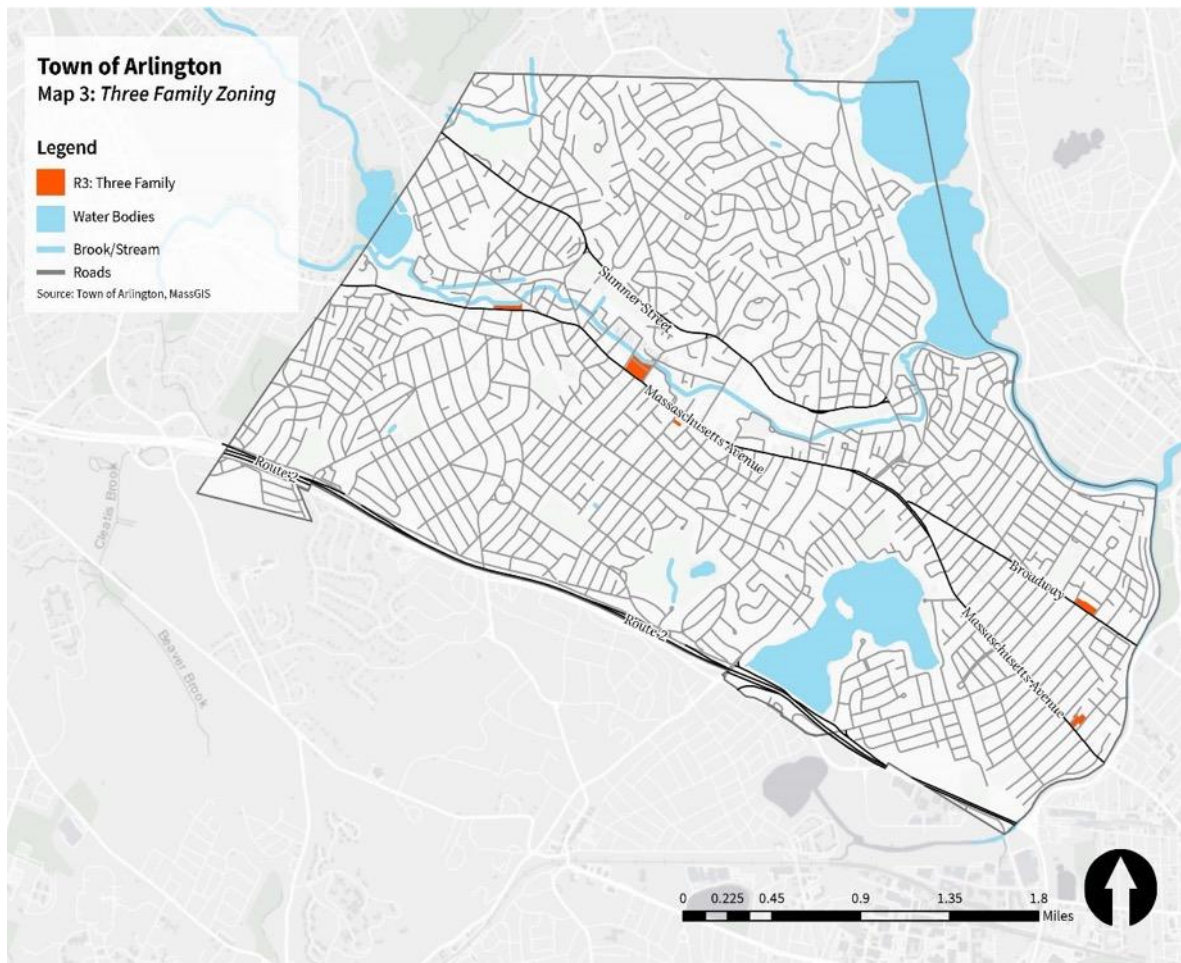 Town of Arlington
Map 3: Three Family Zoning
Legend
R3: Three Family
Water Bodies
Brook/Stream
Roads
Source: Town of Arlington, MassGIS
Summer Street
Massachusetts Avenue
Route 2
Cleatis Brook
Beaver Brook
Route 2
Broadway
Massachusetts Avenue
0 0.225 0.45 0.9 1.35 1.8
Miles